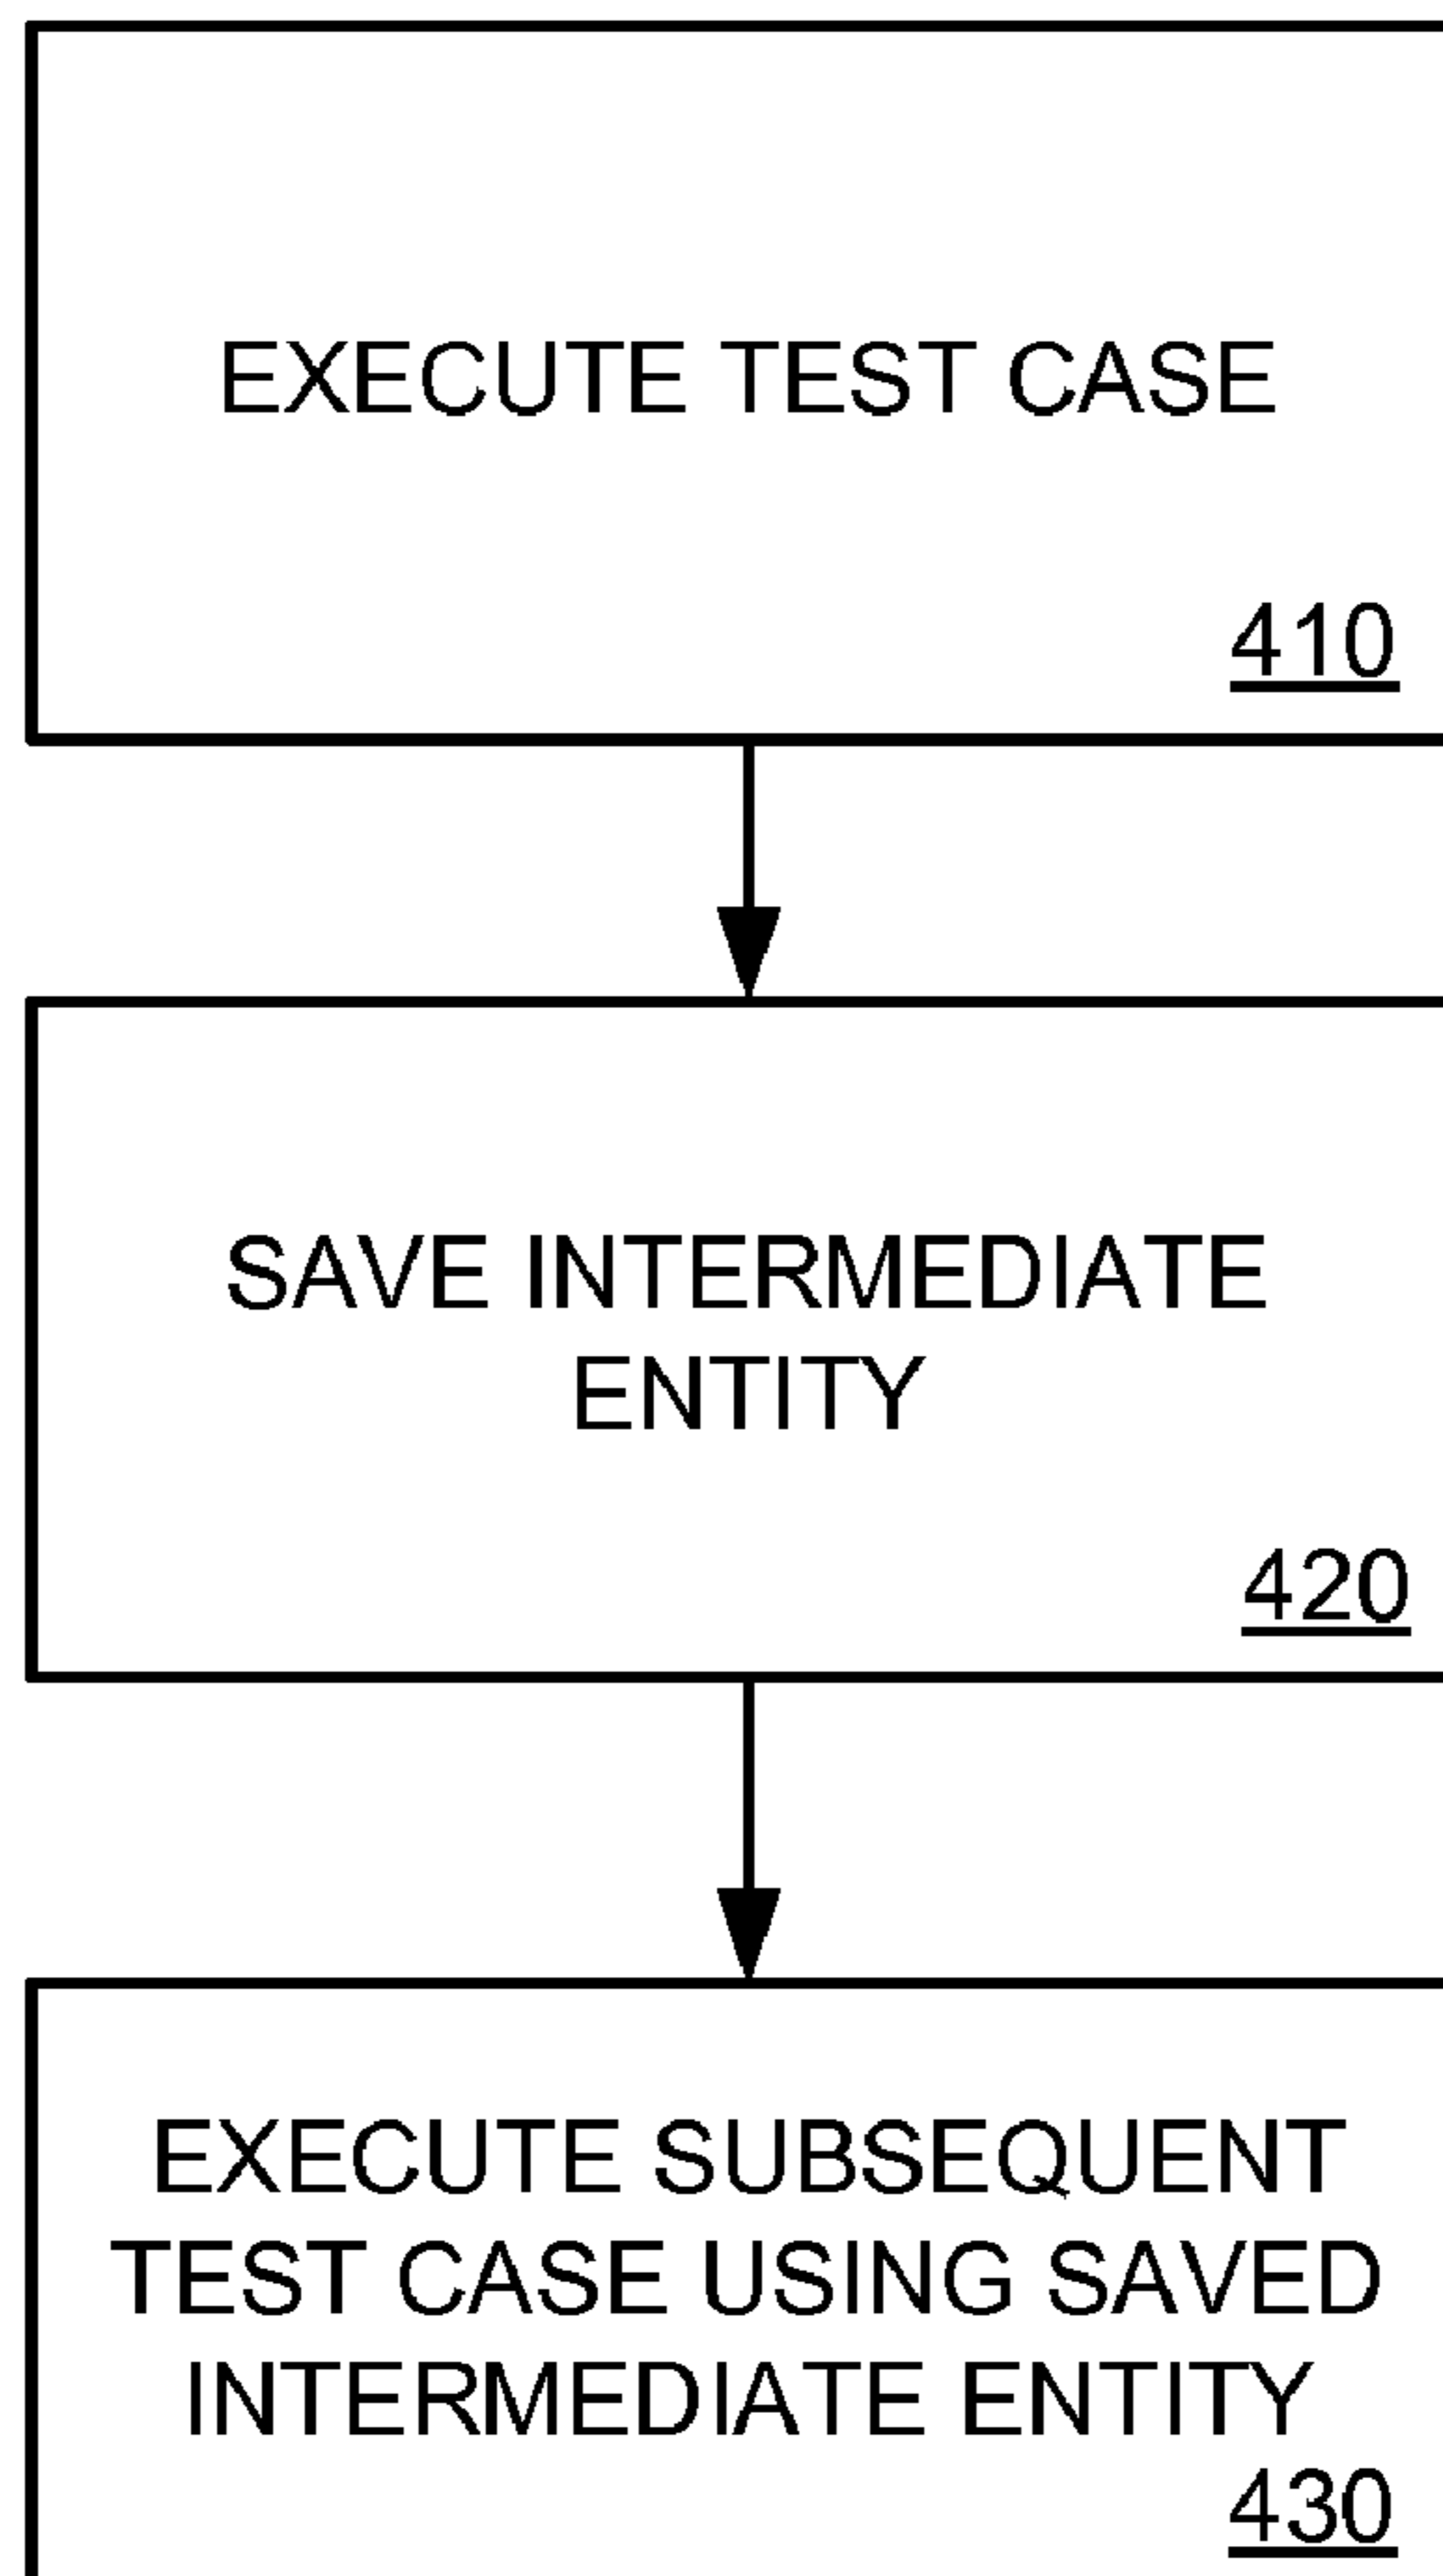 EXECUTE TEST CASE
410
SAVE INTERMEDIATE
ENTITY
420
EXECUTE SUBSEQUENT
TEST CASE USING SAVED
INTERMEDIATE ENTITY
430